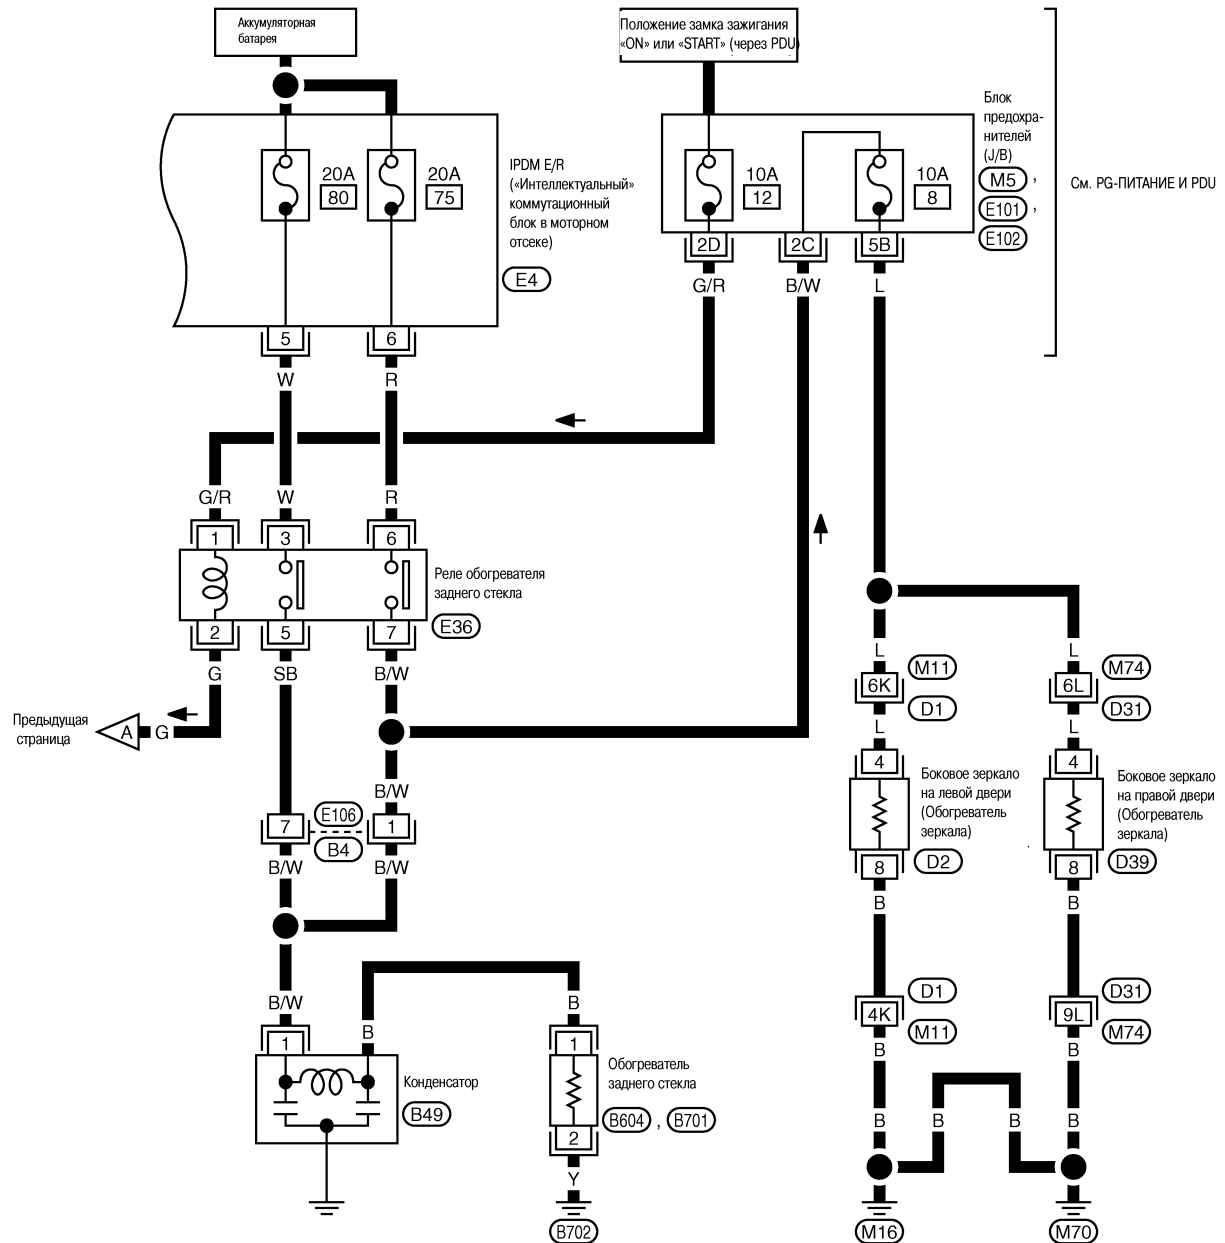 Аккумуляторная
батарея
Положение замка зажигания
«ON» или «START» (через PDU)
Блок
предохра-
нителей
(J/B)
M5 ,
E101 ,
E102
См. PG-ПИТАНИЕ И PDU
20A
80
20A
75
IPDM E/R
(«Интеллектуальный»
коммутационный
блок в моторном
отсеке)
E4
10A
12
10A
8
2D
2C
5B
G/R
B/W
L
5
6
W
R
G/R
W
R
1
3
6
Реле обогревателя
заднего стекла
E36
2
5
7
G
SB
B/W
Предыдущая
страница
A
G
L
L
6K
M11
D1
6L
M74
D31
L
L
4
4
Боковое зеркало
на левой двери
(Обогреватель
зеркала)
D2
Боковое зеркало
на правой двери
(Обогреватель
зеркала)
D39
8
8
B/W
7
E106
B4
1
B/W
B/W
B
B
B/W
B
B
4K
D1
M11
9L
D31
M74
B
B
1
Конденсатор
B49
1
Обогреватель
заднего стекла
B604 , B701
2
Y
B702
B
B
B
B
M16
M70